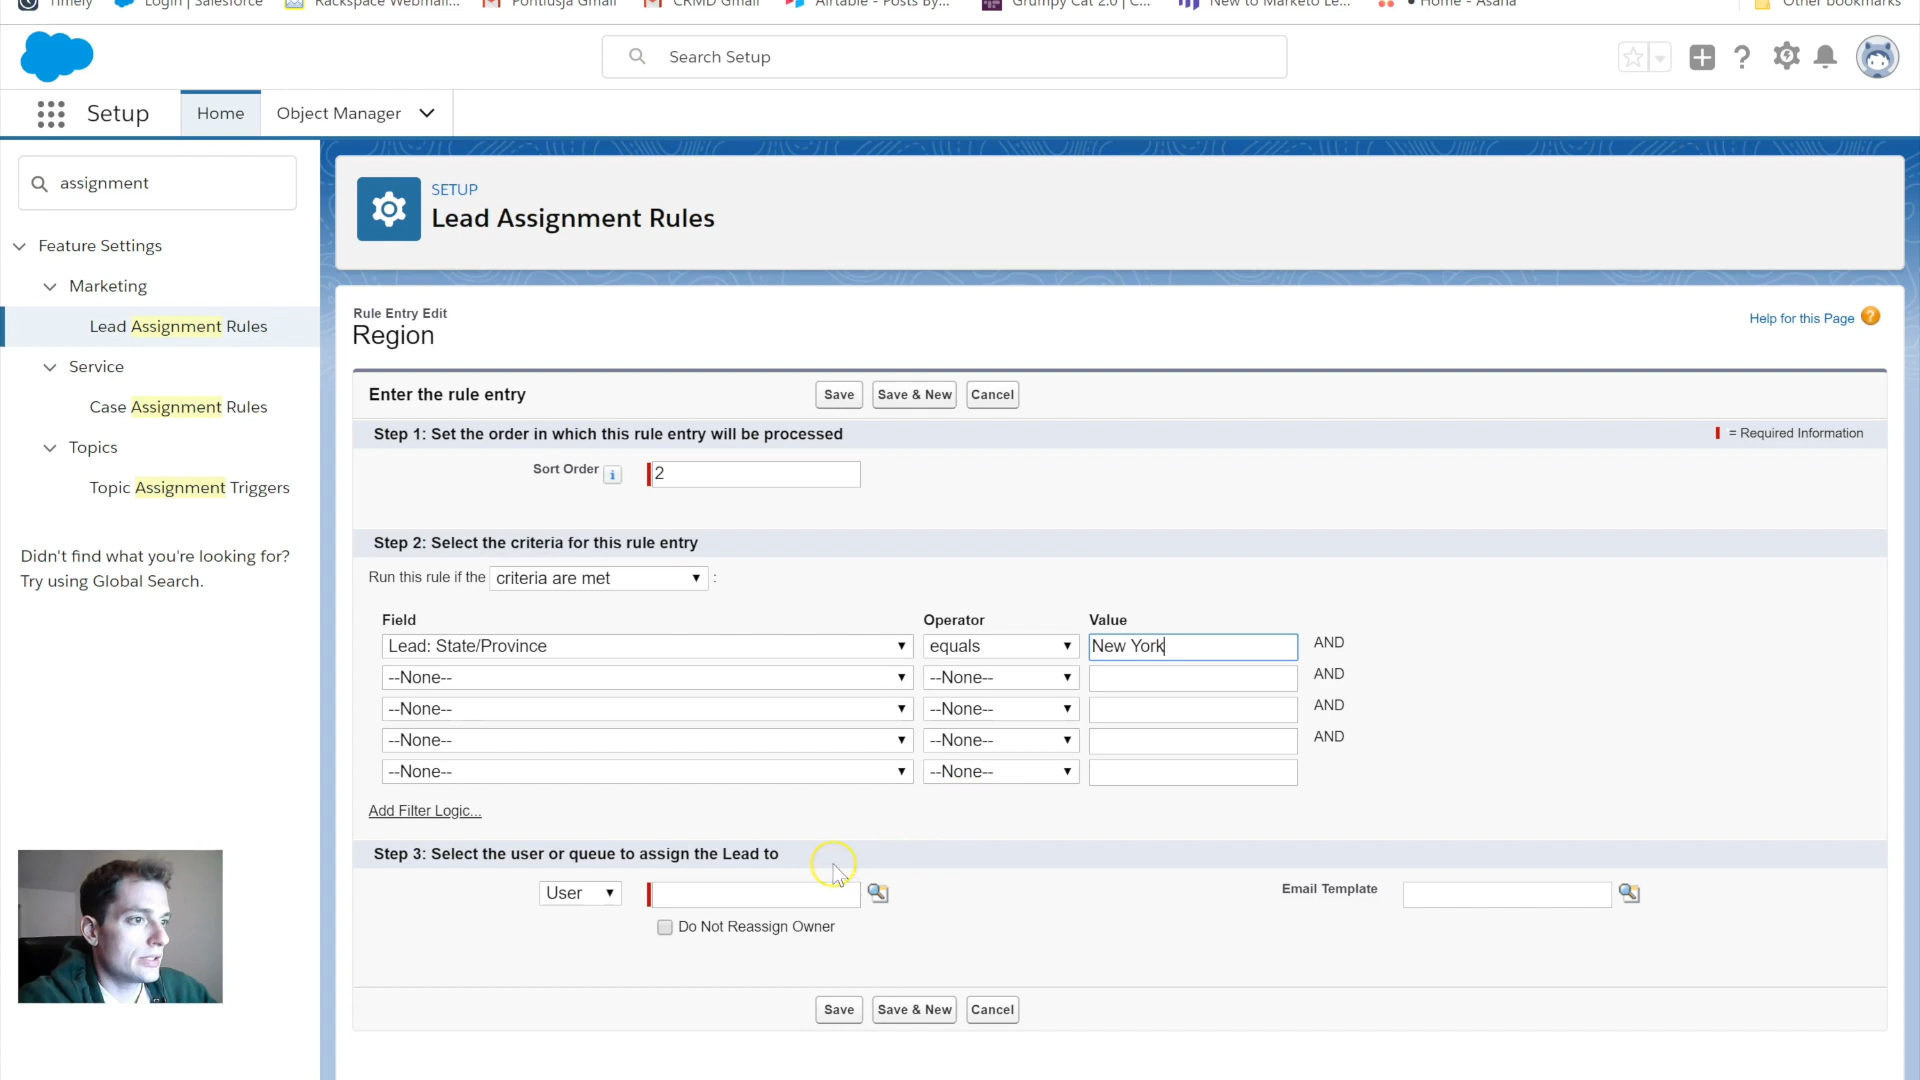 Timely Login | Salesforce Rackspace Webmail... Pontiusja Gmail CRMD Gmail Airtable - Posts By... Grumpy Cat 2.0 | C... New to Marketo Le... • Home - Asana Other bookmarks
Search Setup
Setup Home Object Manager
assignment
SETUP
Lead Assignment Rules
Feature Settings
Marketing
Lead Assignment Rules
Service
Case Assignment Rules
Topics
Topic Assignment Triggers
Didn't find what you're looking for?
Try using Global Search.
Rule Entry Edit
Region
Help for this Page ?
Enter the rule entry Save Save & New Cancel
Step 1: Set the order in which this rule entry will be processed = Required Information
Sort Order i 2
Step 2: Select the criteria for this rule entry
Run this rule if the criteria are met :
Field Operator Value
Lead: State/Province equals New York AND
--None-- --None-- AND
--None-- --None-- AND
--None-- --None-- AND
--None-- --None--
Add Filter Logic...
Step 3: Select the user or queue to assign the Lead to
User Email Template
Do Not Reassign Owner
Save Save & New Cancel